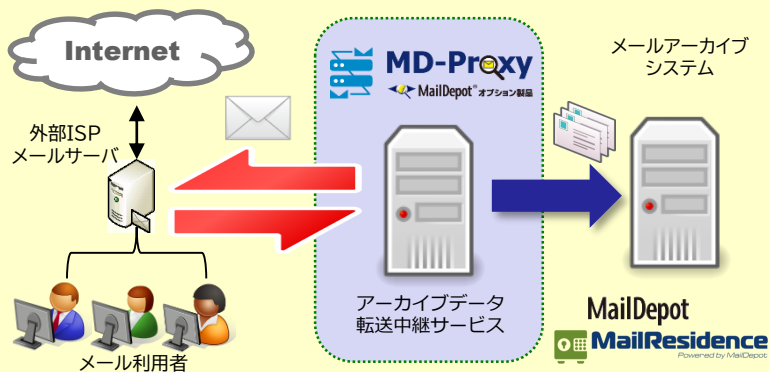 Internet
外部ISP
メールサーバ
メール利用者
MD-Proxy
MailDepot® オプション製品
アーカイブデータ
転送中継サービス
メールアーカイブ
システム
MailDepot
MailResidence
Powered by MailDepot